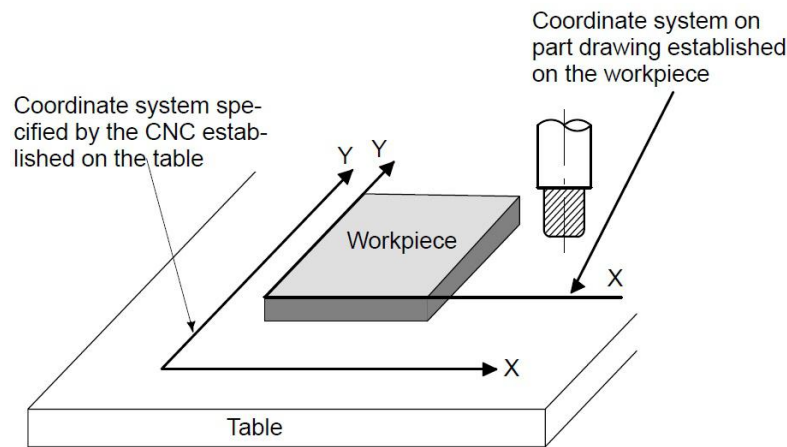 Coordinate system on
part drawing established
on the workpiece
Coordinate system spe-
cified by the CNC estab-
lished on the table
Y
Y
Workpiece
X
X
Table